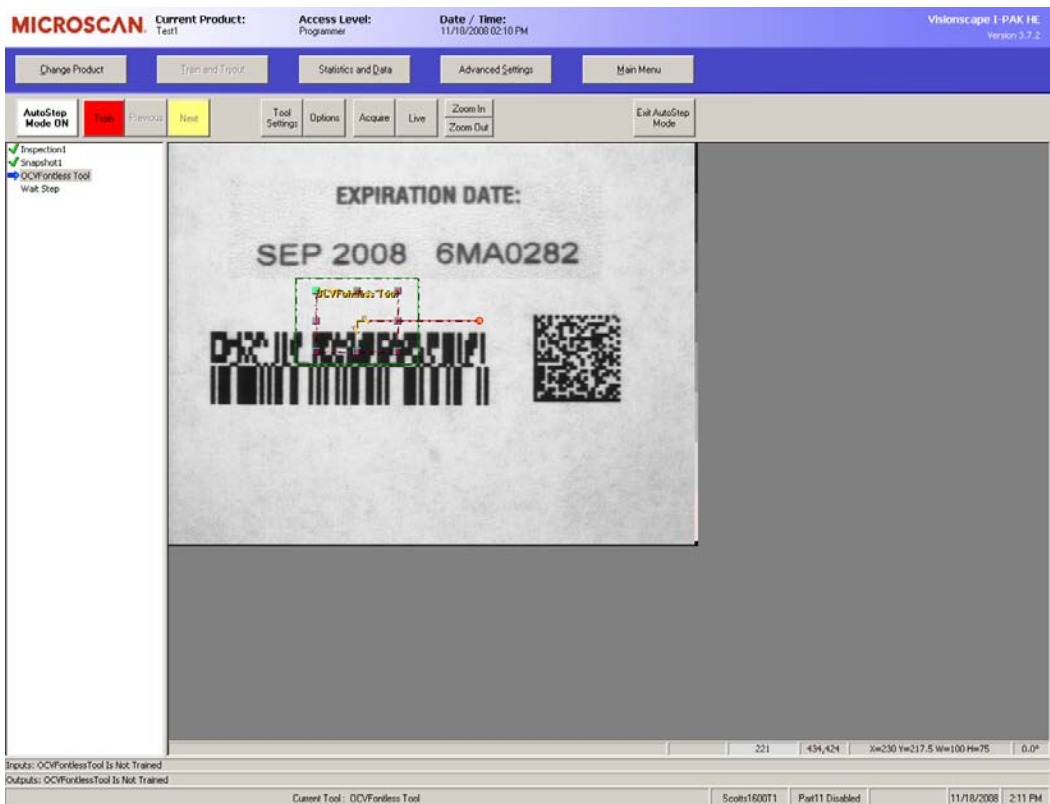 MICROSCAN.
Current Product:
Test1
Access Level:
Programmer
Date / Time:
11/18/2008 02:10 PM
Visionscape I-PAK HE
Version 3.7.2
Change Product
Train and Tryout
Statistics and Data
Advanced Settings
Main Menu
AutoStep Mode ON
Train
Previous
Next
Tool Settings
Options
Acquire
Live
Zoom In
Zoom Out
Exit AutoStep Mode
Inspection1
Snapshot1
OCVFontless Tool
Wait Step
EXPIRATION DATE:
SEP 2008 6MA0282
OCVFontless Tool
221
434,424
X=230 Y=217.5 W=100 H=75
0.0°
Inputs: OCVFontlessTool Is Not Trained
Outputs: OCVFontlessTool Is Not Trained
Current Tool : OCVFontless Tool
Scotts1600T1
Part11 Disabled
11/18/2008
2:11 PM